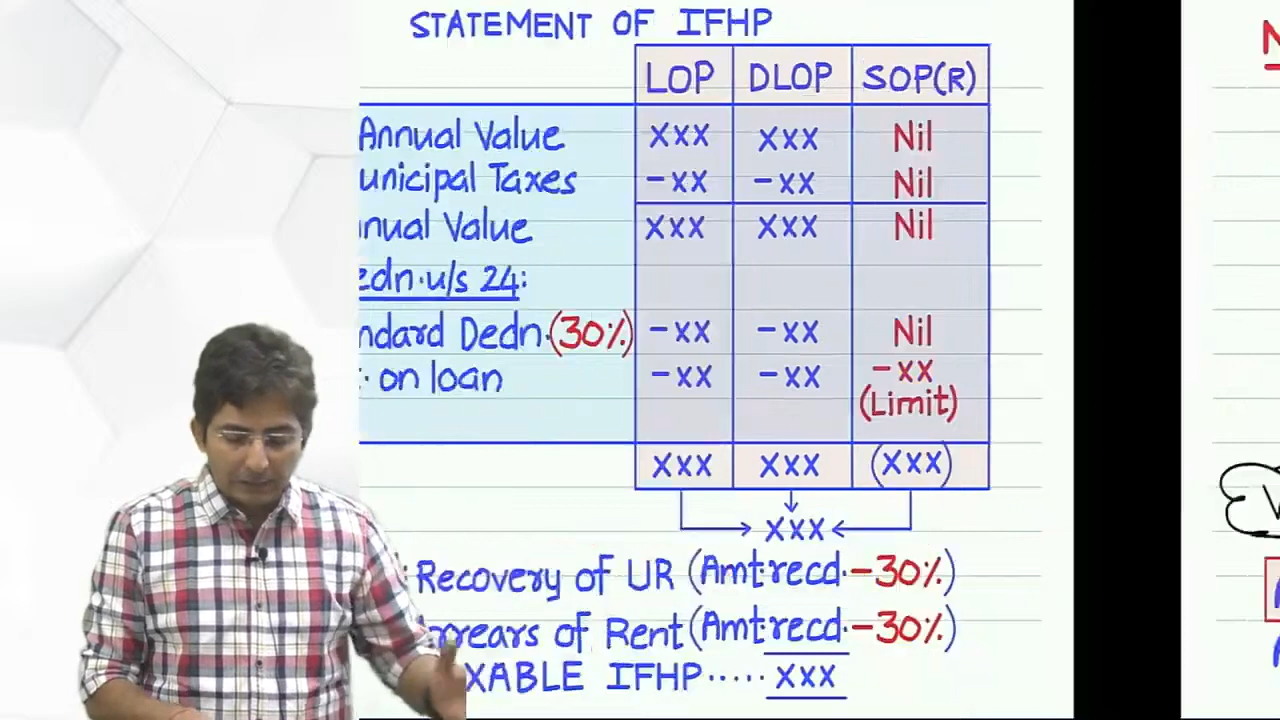 STATEMENT OF IFHP
LOP DLOP SOP(R)
Annual Value XXX XXX Nil
unicipal Taxes -XX -XX Nil
nual Value XXX XXX Nil
edn. u/s 24:
ndard Dedn. (30%) -XX -XX Nil
. on loan -XX -XX -XX
(Limit)
XXX XXX (XXX)
XXX
: Recovery of UR (Amt. recd. -30%)
rrears of Rent (Amt. recd. -30%)
XABLE IFHP ..... XXX